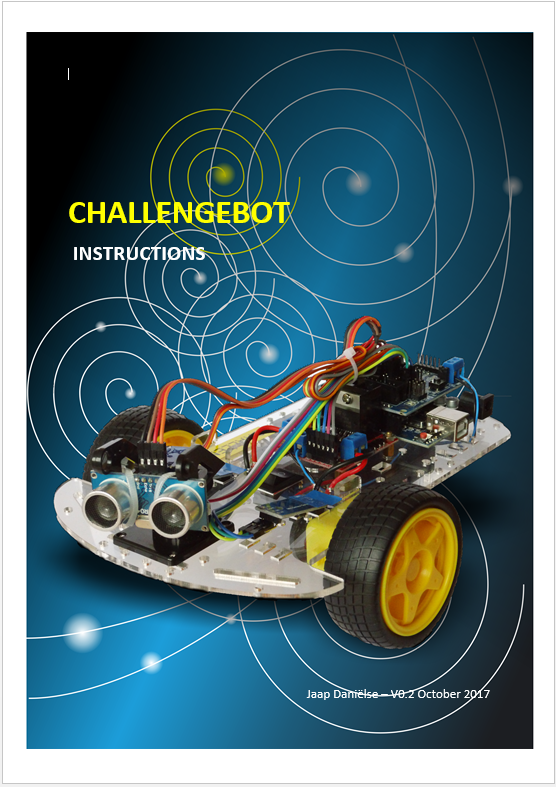 CHALLENGEBOT
INSTRUCTIONS
Jaap Daniëlse – V0.2 October 2017